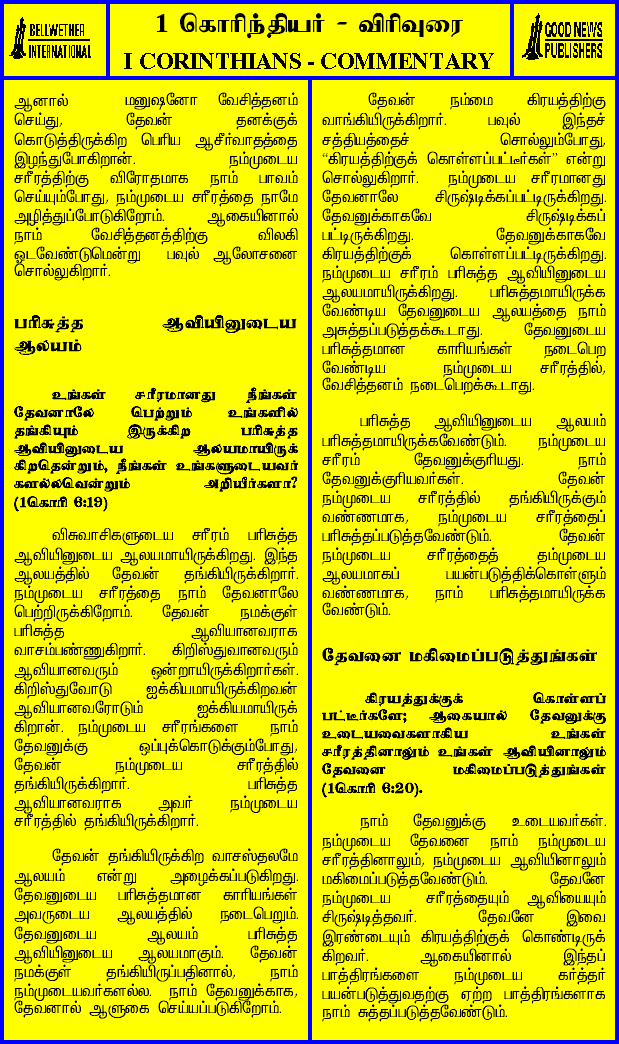 BELLWETHER
INTERNATIONAL
1 கொரிந்தியர் - விரிவுரை
I CORINTHIANS - COMMENTARY
GOOD NEWS
PUBLISHERS
ஆனால் மனுஷனோ வேசித்தனம்
செய்து, தேவன் தனக்குக்
கொடுத்திருக்கிற பெரிய ஆசீர்வாதத்தை
இழந்துபோகிறான். நம்முடைய
சரீரத்திற்கு விரோதமாக நாம் பாவம்
செய்யும்போது, நம்முடைய சரீரத்தை நாமே
அழித்துப்போடுகிறோம். ஆகையினால்
நாம் வேசித்தனத்திற்கு விலகி
ஓடவேண்டுமென்று பவுல் ஆலோசனை
சொல்லுகிறார்.
பரிசுத்த ஆவியினுடைய
ஆலயம்
உங்கள் சரீரமானது நீங்கள்
தேவனாலே பெற்றும் உங்களில்
தங்கியும் இருக்கிற பரிசுத்த
ஆவியினுடைய ஆலயமாயிருக்
கிறதென்றும், நீங்கள் உங்களுடையவர்
களல்லவென்றும் அறியீர்களா?
(1கொரி 6:19)
விசுவாசிகளுடைய சரீரம் பரிசுத்த
ஆவியினுடைய ஆலயமாயிருக்கிறது. இந்த
ஆலயத்தில் தேவன் தங்கியிருக்கிறார்.
நம்முடைய சரீரத்தை நாம் தேவனாலே
பெற்றிருக்கிறோம். தேவன் நமக்குள்
பரிசுத்த ஆவியானவராக
வாசம்பண்ணுகிறார். கிறிஸ்துவானவரும்
ஆவியானவரும் ஒன்றாயிருக்கிறார்கள்.
கிறிஸ்துவோடு ஐக்கியமாயிருக்கிறவன்
ஆவியானவரோடும் ஐக்கியமாயிருக்
கிறான். நம்முடைய சரீரங்களை நாம்
தேவனுக்கு ஒப்புக்கொடுக்கும்போது,
தேவன் நம்முடைய சரீரத்தில்
தங்கியிருக்கிறார். பரிசுத்த
ஆவியானவராக அவர் நம்முடைய
சரீரத்தில் தங்கியிருக்கிறார்.
தேவன் தங்கியிருக்கிற வாசஸ்தலமே
ஆலயம் என்று அழைக்கப்படுகிறது.
தேவனுடைய பரிசுத்தமான காரியங்கள்
அவருடைய ஆலயத்தில் நடைபெறும்.
தேவனுடைய ஆலயம் பரிசுத்த
ஆவியினுடைய ஆலயமாகும். தேவன்
நமக்குள் தங்கியிருப்பதினால், நாம்
நம்முடையவர்களல்ல. நாம் தேவனுக்காக,
தேவனால் ஆளுகை செய்யப்படுகிறோம்.
தேவன் நம்மை கிரயத்திற்கு
வாங்கியிருக்கிறார். பவுல் இந்தச்
சத்தியத்தைச் சொல்லும்போது,
“கிரயத்திற்குக் கொள்ளப்பட்டீர்கள்” என்று
சொல்லுகிறார். நம்முடைய சரீரமானது
தேவனாலே சிருஷ்டிக்கப்பட்டிருக்கிறது.
தேவனுக்காகவே சிருஷ்டிக்கப்
பட்டிருக்கிறது. தேவனுக்காகவே
கிரயத்திற்குக் கொள்ளப்பட்டிருக்கிறது.
நம்முடைய சரீரம் பரிசுத்த ஆவியினுடைய
ஆலயமாயிருக்கிறது. பரிசுத்தமாயிருக்க
வேண்டிய தேவனுடைய ஆலயத்தை நாம்
அசுத்தப்படுத்தக்கூடாது. தேவனுடைய
பரிசுத்தமான காரியங்கள் நடைபெற
வேண்டிய நம்முடைய சரீரத்தில்,
வேசித்தனம் நடைபெறக்கூடாது.
பரிசுத்த ஆவியினுடைய ஆலயம்
பரிசுத்தமாயிருக்கவேண்டும். நம்முடைய
சரீரம் தேவனுக்குரியது. நாம்
தேவனுக்குரியவர்கள். தேவன்
நம்முடைய சரீரத்தில் தங்கியிருக்கும்
வண்ணமாக, நம்முடைய சரீரத்தைப்
பரிசுத்தப்படுத்தவேண்டும். தேவன்
நம்முடைய சரீரத்தைத் தம்முடைய
ஆலயமாகப் பயன்படுத்திக்கொள்ளும்
வண்ணமாக, நாம் பரிசுத்தமாயிருக்க
வேண்டும்.
தேவனை மகிமைப்படுத்துங்கள்
கிரயத்துக்குக் கொள்ளப்
பட்டீர்களே; ஆகையால் தேவனுக்கு
உடையவைகளாகிய உங்கள்
சரீரத்தினாலும் உங்கள் ஆவியினாலும்
தேவனை மகிமைப்படுத்துங்கள்
(1கொரி 6:20).
நாம் தேவனுக்கு உடையவர்கள்.
நம்முடைய தேவனை நாம் நம்முடைய
சரீரத்தினாலும், நம்முடைய ஆவியினாலும்
மகிமைப்படுத்தவேண்டும். தேவனே
நம்முடைய சரீரத்தையும் ஆவியையும்
சிருஷ்டித்தவர். தேவனே இவை
இரண்டையும் கிரயத்திற்குக் கொண்டிருக்
கிறவர். ஆகையினால் இந்தப்
பாத்திரங்களை நம்முடைய கர்த்தர்
பயன்படுத்துவதற்கு ஏற்ற பாத்திரங்களாக
நாம் சுத்தப்படுத்தவேண்டும்.